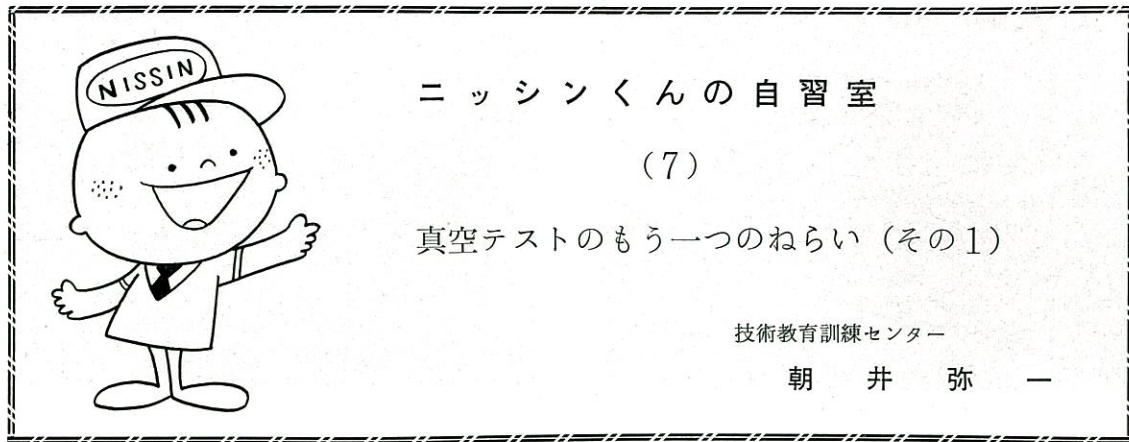 NISSIN
ニッシンくんの自習室
(7)
真空テストのもう一つのねらい (その1)
技術教育訓練センター
朝井弥一